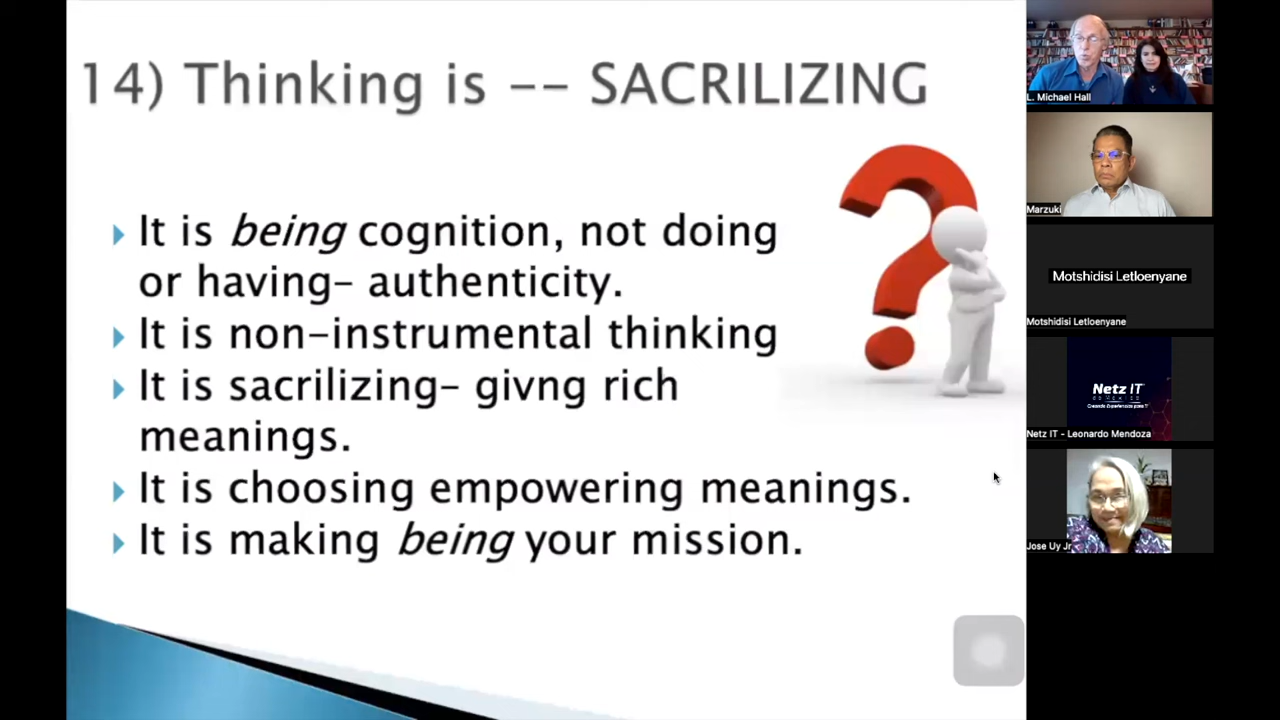 14) Thinking is -- SACRILIZING
It is being cognition, not doing
or having- authenticity.
It is non-instrumental thinking
It is sacrilizing- givng rich
meanings.
It is choosing empowering meanings.
It is making being your mission.
L. Michael Hall
Marzuki
Motshidisi Letloenyane
Motshidisi Letloenyane
Netz IT
Netz IT - Leonardo Mendoza
Jose Uy Jr